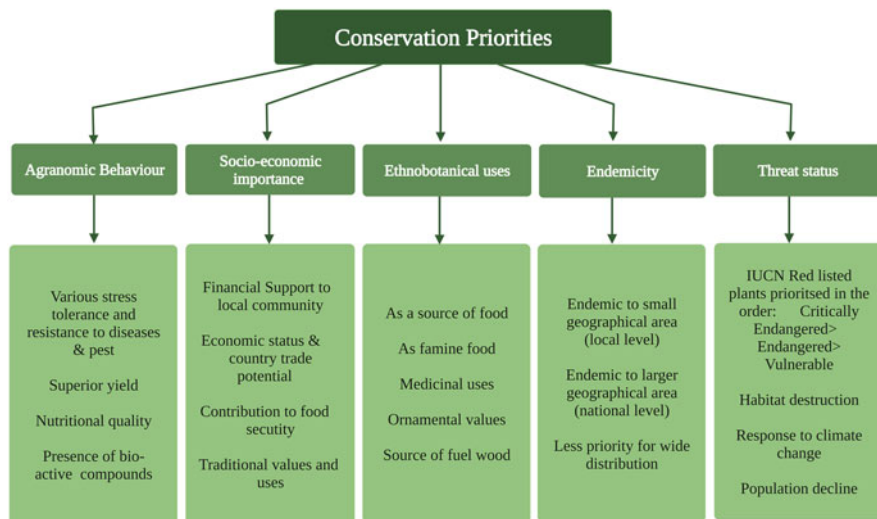 Conservation Priorities
Agranomic Behaviour
Socio-economic
importance
Ethnobotanical uses
Endemicity
Threat status
Various stress
tolerance and
resistance to diseases
& pest
Superior yield
Nutritional quality
Presence of bio-
active compounds
Financial Support to
local community
Economic status &
country trade
potential
Contribution to food
secutity
Traditional values and
uses
As a source of food
As famine food
Medicinal uses
Ornamental values
Source of fuel wood
Endemic to small
geographical area
(local level)
Endemic to larger
geographical area
(national level)
Less priority for wide
distribution
IUCN Red listed
plants prioritsed in the
order: Critically
Endangered>
Endangered>
Vulnerable
Habitat destruction
Response to climate
change
Population decline